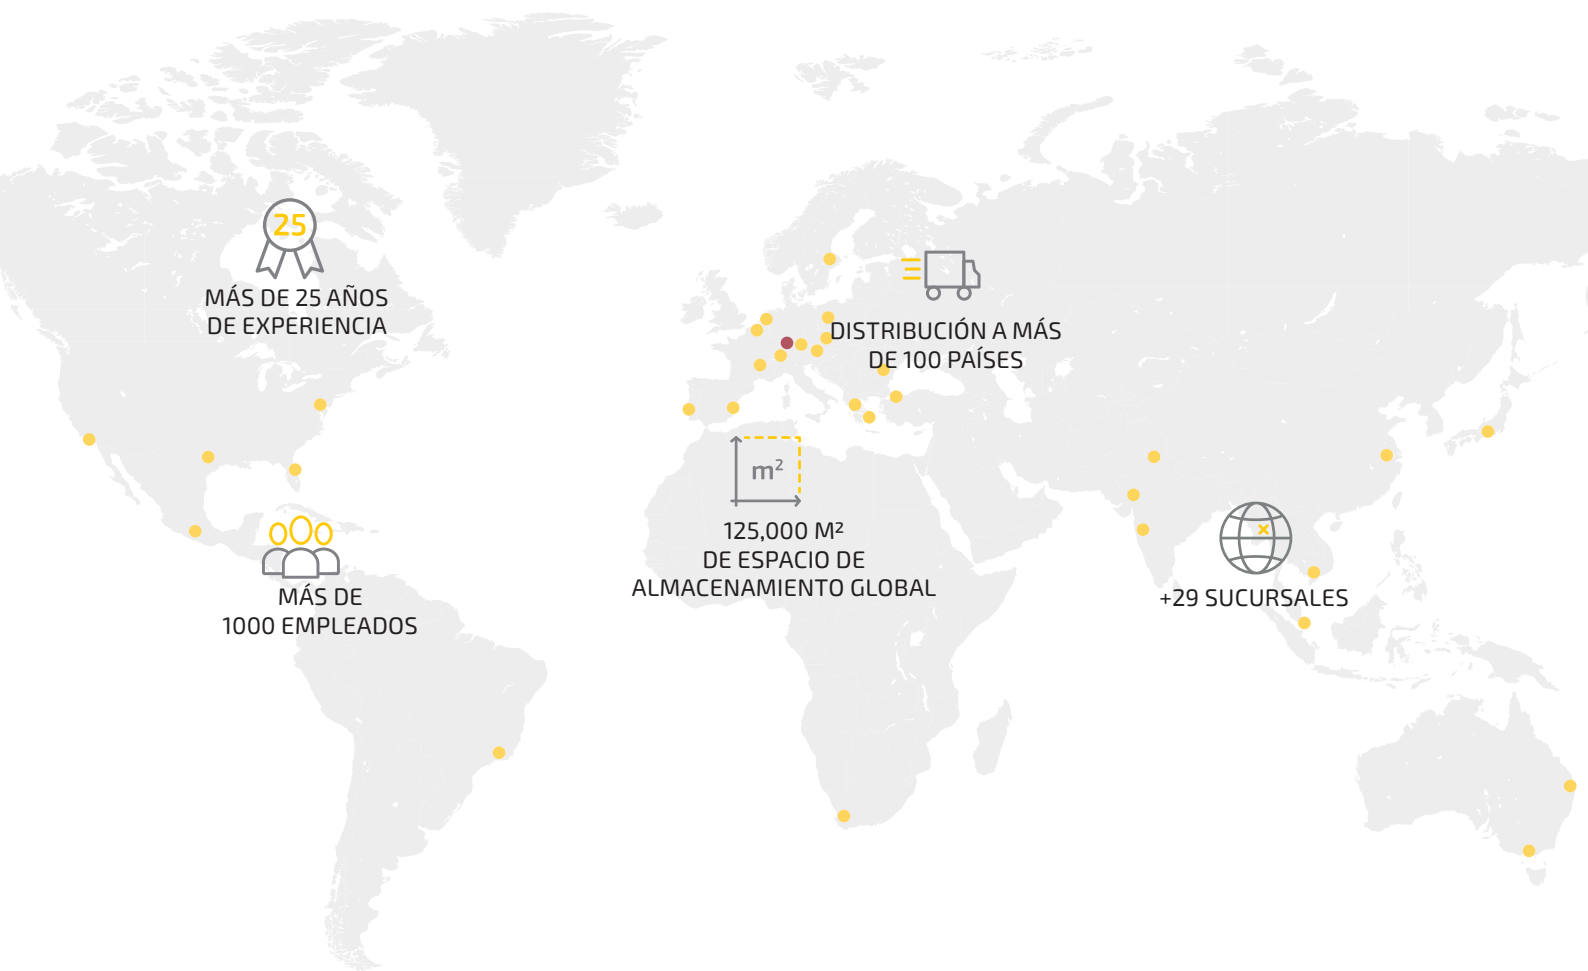 25
MÁS DE 25 AÑOS
DE EXPERIENCIA
DISTRIBUCIÓN A MÁS
DE 100 PAÍSES
m²
125,000 M²
DE ESPACIO DE
ALMACENAMIENTO GLOBAL
MÁS DE
1000 EMPLEADOS
+29 SUCURSALES